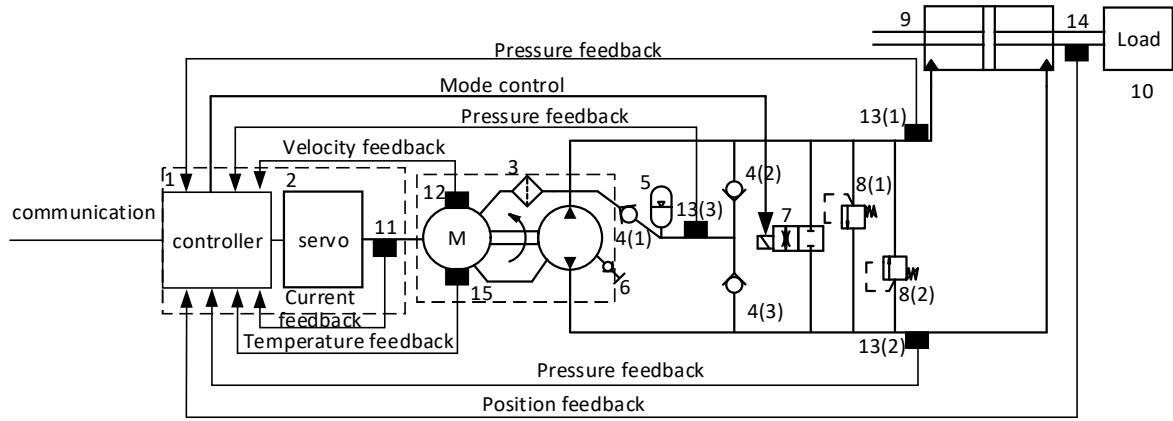 9
14
Load
10
Pressure feedback
Mode control
13(1)
Pressure feedback
Velocity feedback
1
2
3
4(2)
8(1)
5
12
13(3)
7
communication
11
controller
servo
M
4(1)
15
6
4(3)
8(2)
Current
feedback
Temperature feedback
13(2)
Pressure feedback
Position feedback